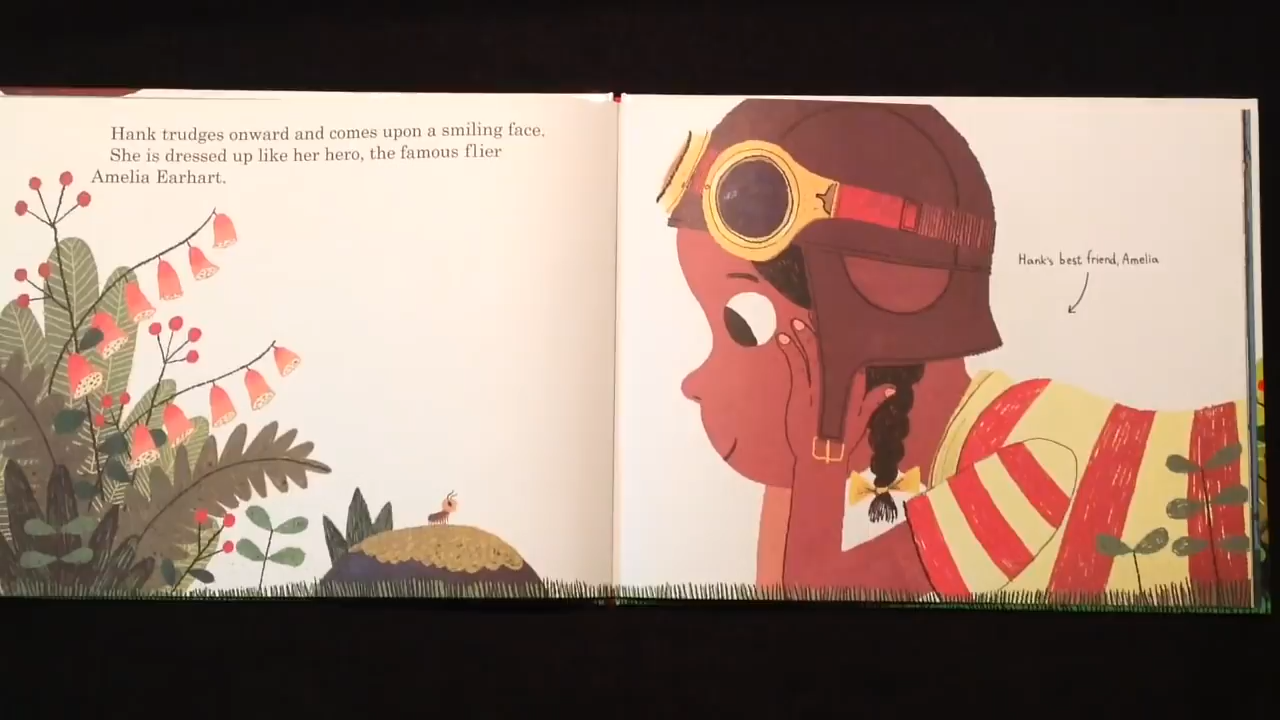 Hank trudges onward and comes upon a smiling face.
She is dressed up like her hero, the famous flier
Amelia Earhart.
Hank's best friend, Amelia